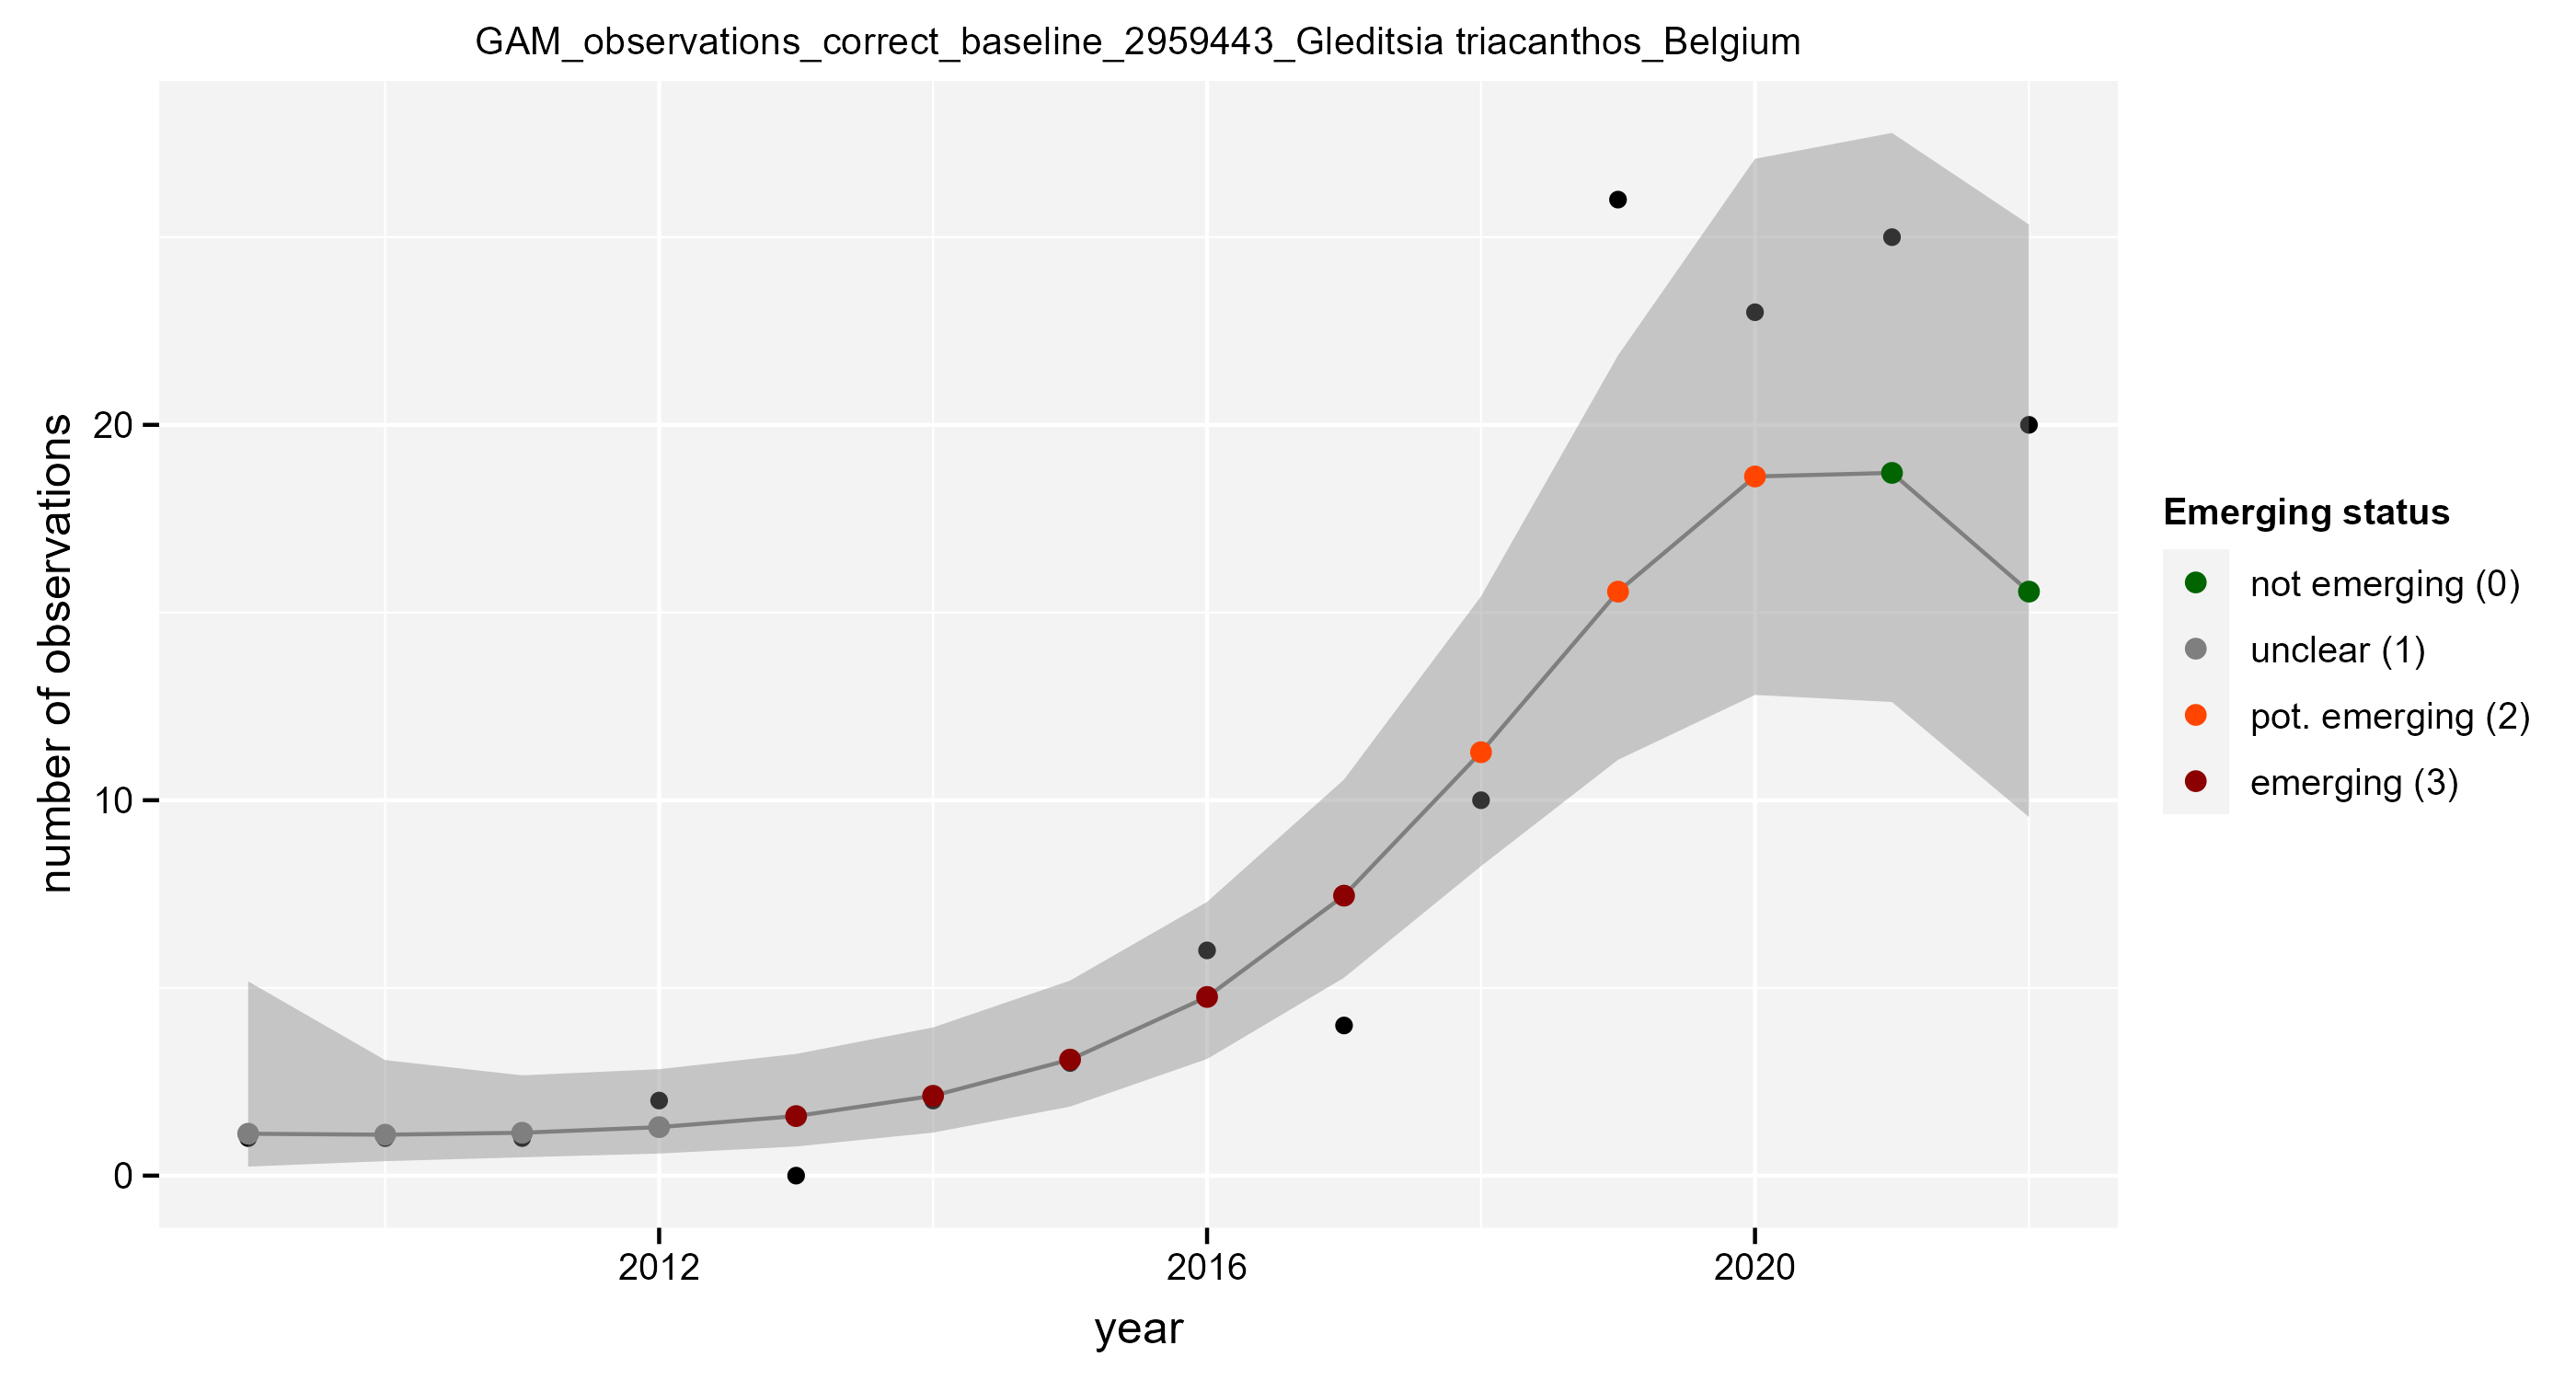 GAM_observations_correct_baseline_2959443_Gleditsia triacanthos_Belgium
number of observations
20
10
0
2012
2016
2020
year
Emerging status
not emerging (0)
unclear (1)
pot. emerging (2)
emerging (3)